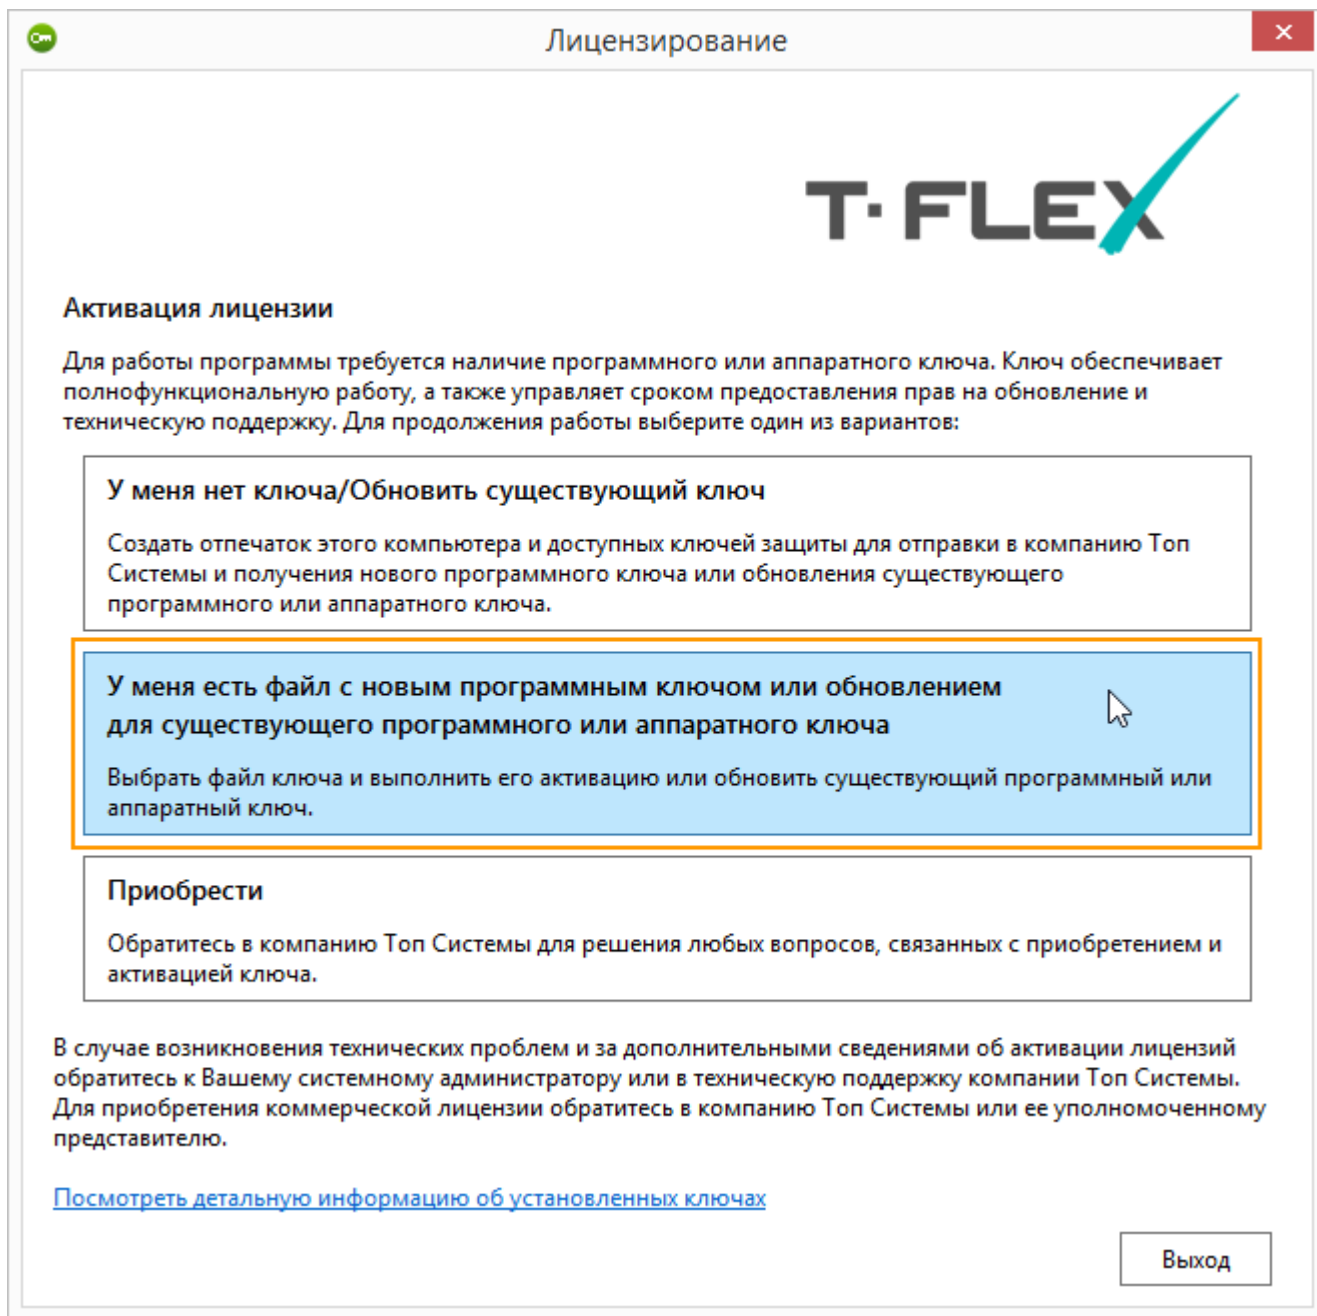 Лицензирование
T·FLEX
Активация лицензии
Для работы программы требуется наличие программного или аппаратного ключа. Ключ обеспечивает
полнофункциональную работу, а также управляет сроком предоставления прав на обновление и
техническую поддержку. Для продолжения работы выберите один из вариантов:
У меня нет ключа/Обновить существующий ключ
Создать отпечаток этого компьютера и доступных ключей защиты для отправки в компанию Топ
Системы и получения нового программного ключа или обновления существующего
программного или аппаратного ключа.
У меня есть файл с новым программным ключом или обновлением
для существующего программного или аппаратного ключа
Выбрать файл ключа и выполнить его активацию или обновить существующий программный или
аппаратный ключ.
Приобрести
Обратитесь в компанию Топ Системы для решения любых вопросов, связанных с приобретением и
активацией ключа.
В случае возникновения технических проблем и за дополнительными сведениями об активации лицензий
обратитесь к Вашему системному администратору или в техническую поддержку компании Топ Системы.
Для приобретения коммерческой лицензии обратитесь в компанию Топ Системы или ее уполномоченному
представителю.
Посмотреть детальную информацию об установленных ключах
Выход